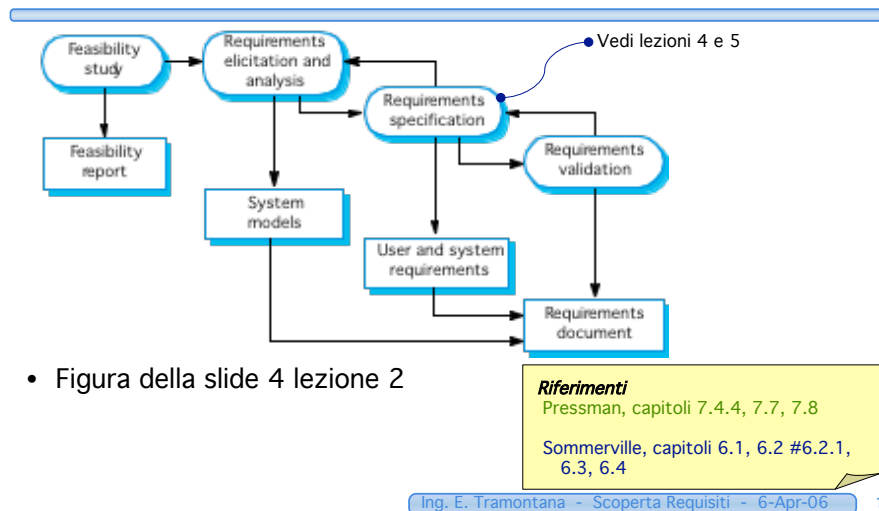 Vedi lezioni 4 e 5
Feasibility
study
Requirements
elicitation and
analysis
Requirements
specification
Requirements
validation
Feasibility
report
System
models
User and system
requirements
Requirements
document
• Figura della slide 4 lezione 2
Riferimenti
Pressman, capitoli 7.4.4, 7.7, 7.8
Sommerville, capitoli 6.1, 6.2 #6.2.1,
6.3, 6.4
Ing. E. Tramontana - Scoperta Requisiti - 6-Apr-06